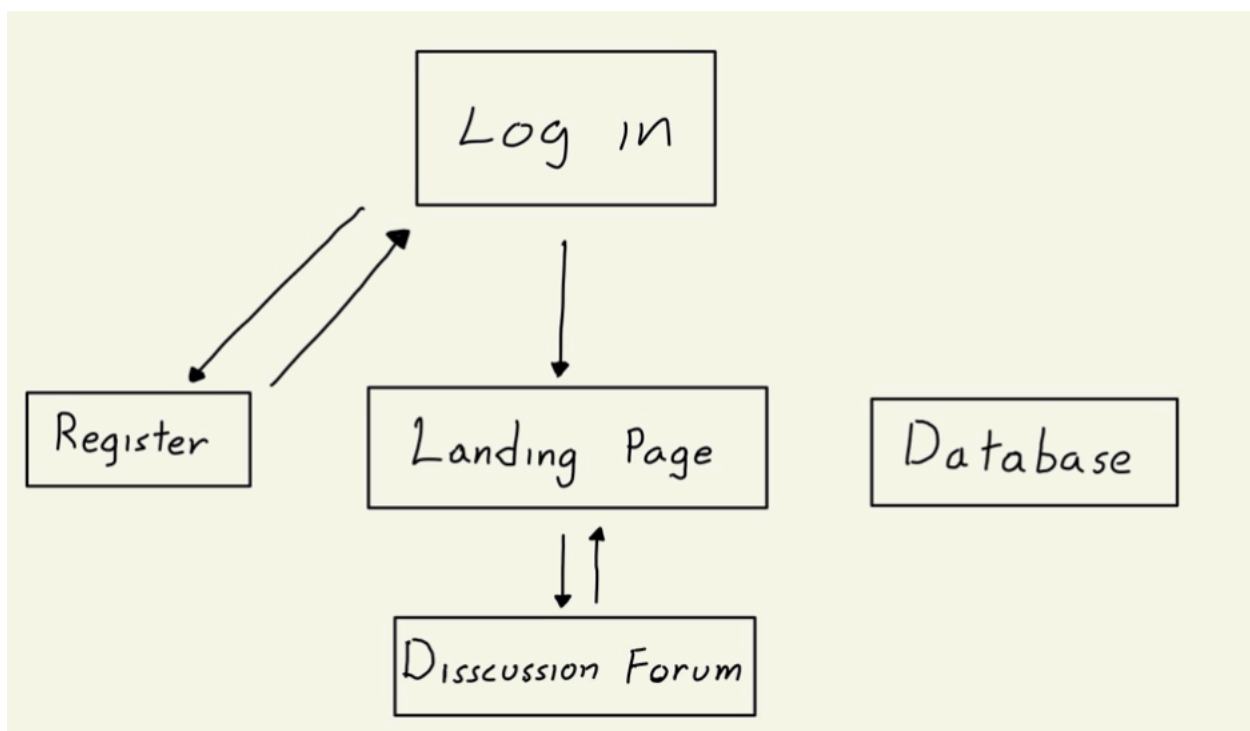 Log in
Register
Landing Page
Database
Disscussion Forum